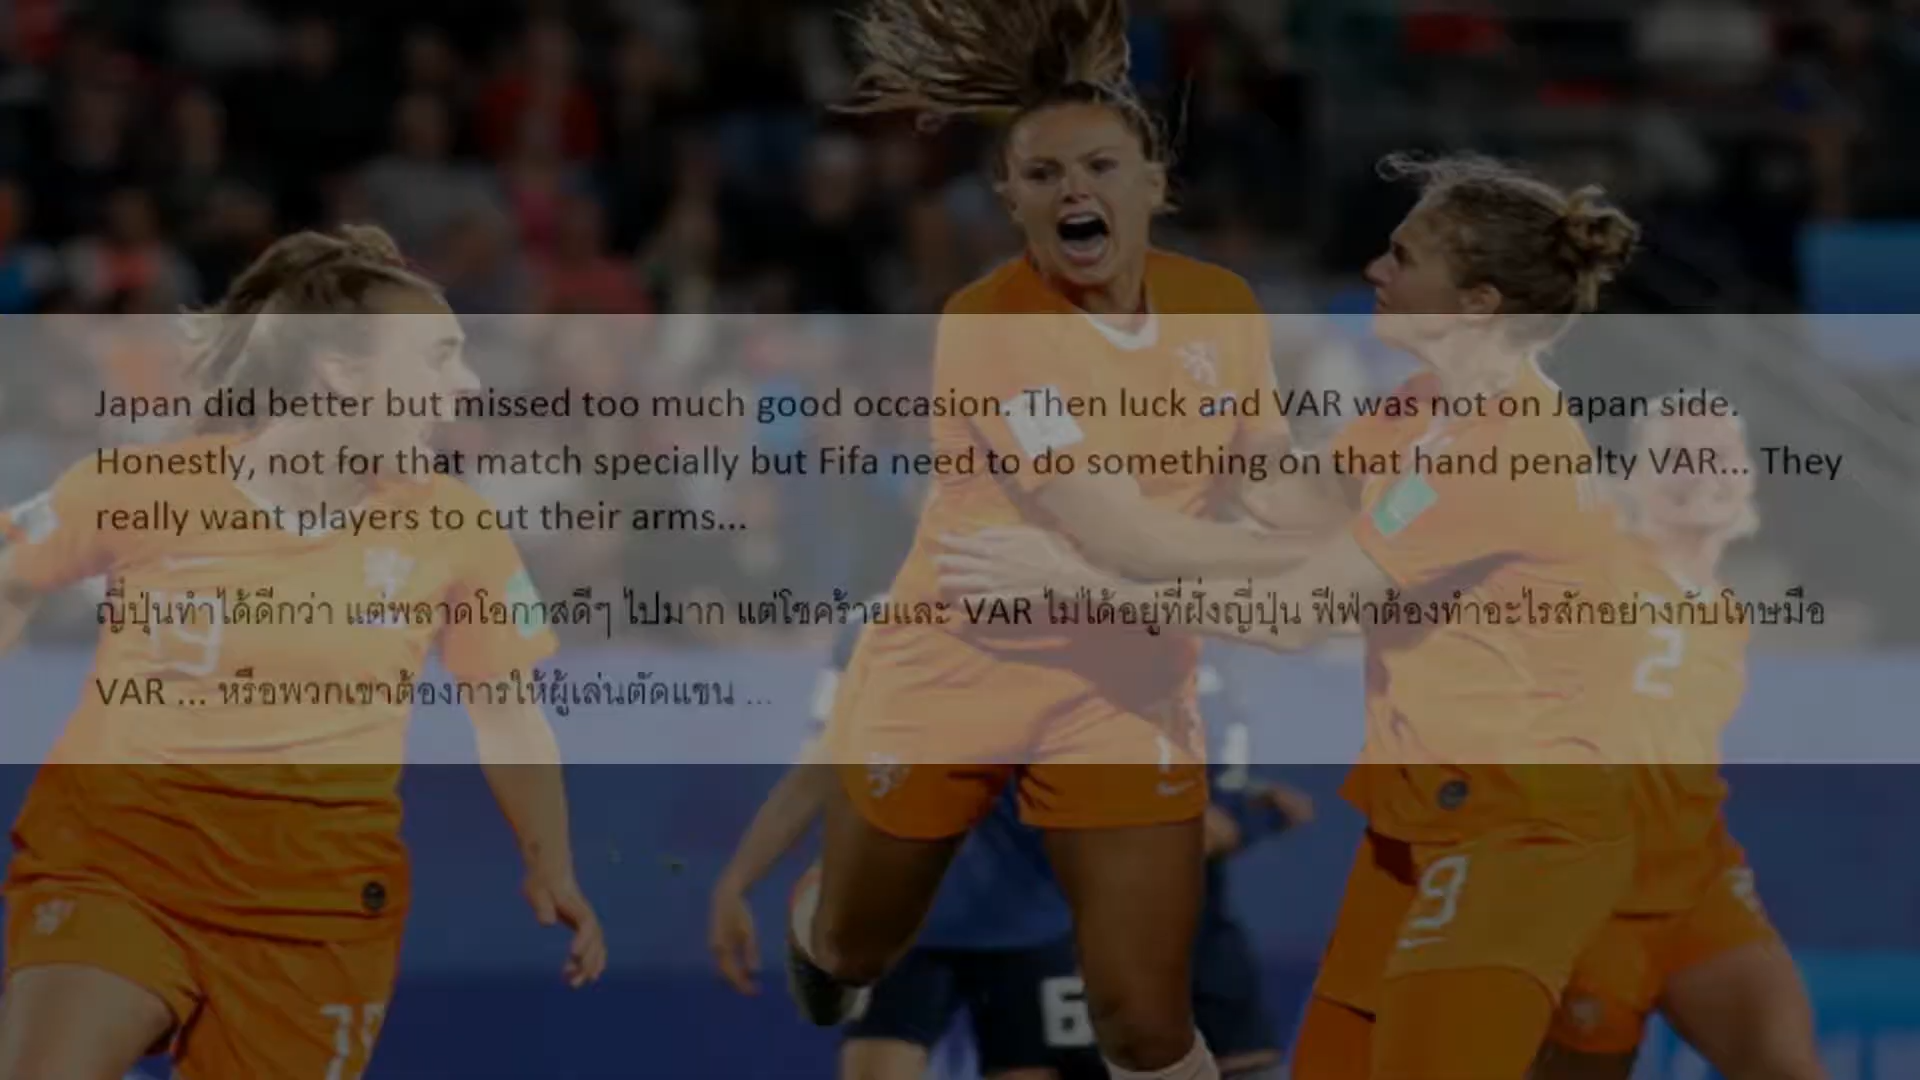 Japan did better but missed too much good occasion. Then luck and VAR was not on Japan side.
Honestly, not for that match specially but Fifa need to do something on that hand penalty VAR... They
really want players to cut their arms...
ญี่ปุ่นทำได้ดีกว่า แต่พลาดโอกาสดีๆ ไปมาก แต่โชคร้ายและ VAR ไม่ได้อยู่ที่ฝั่งญี่ปุ่น ฟีฟ่าต้องทำอะไรสักอย่างกับโทษมือ
VAR ... หรือพวกเขาต้องการให้ผู้เล่นตัดแขน ...
19
2
9
6